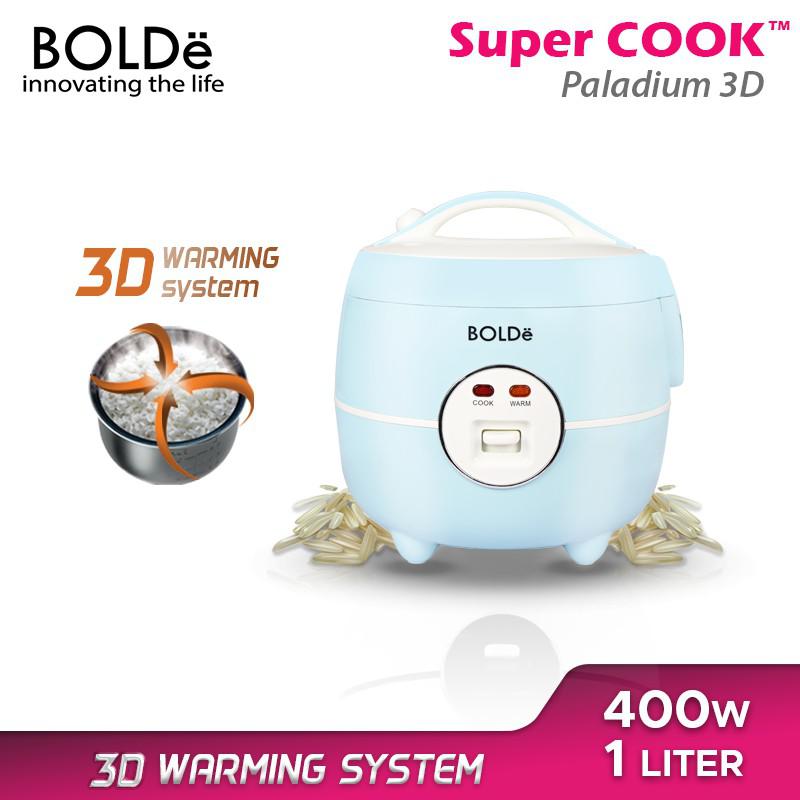 BOLDë
innovating the life
Super COOK™
Paladium 3D
3D WARMING
system
BOLDë
COOK WARM
400W
1 LITER
3D WARMING SYSTEM